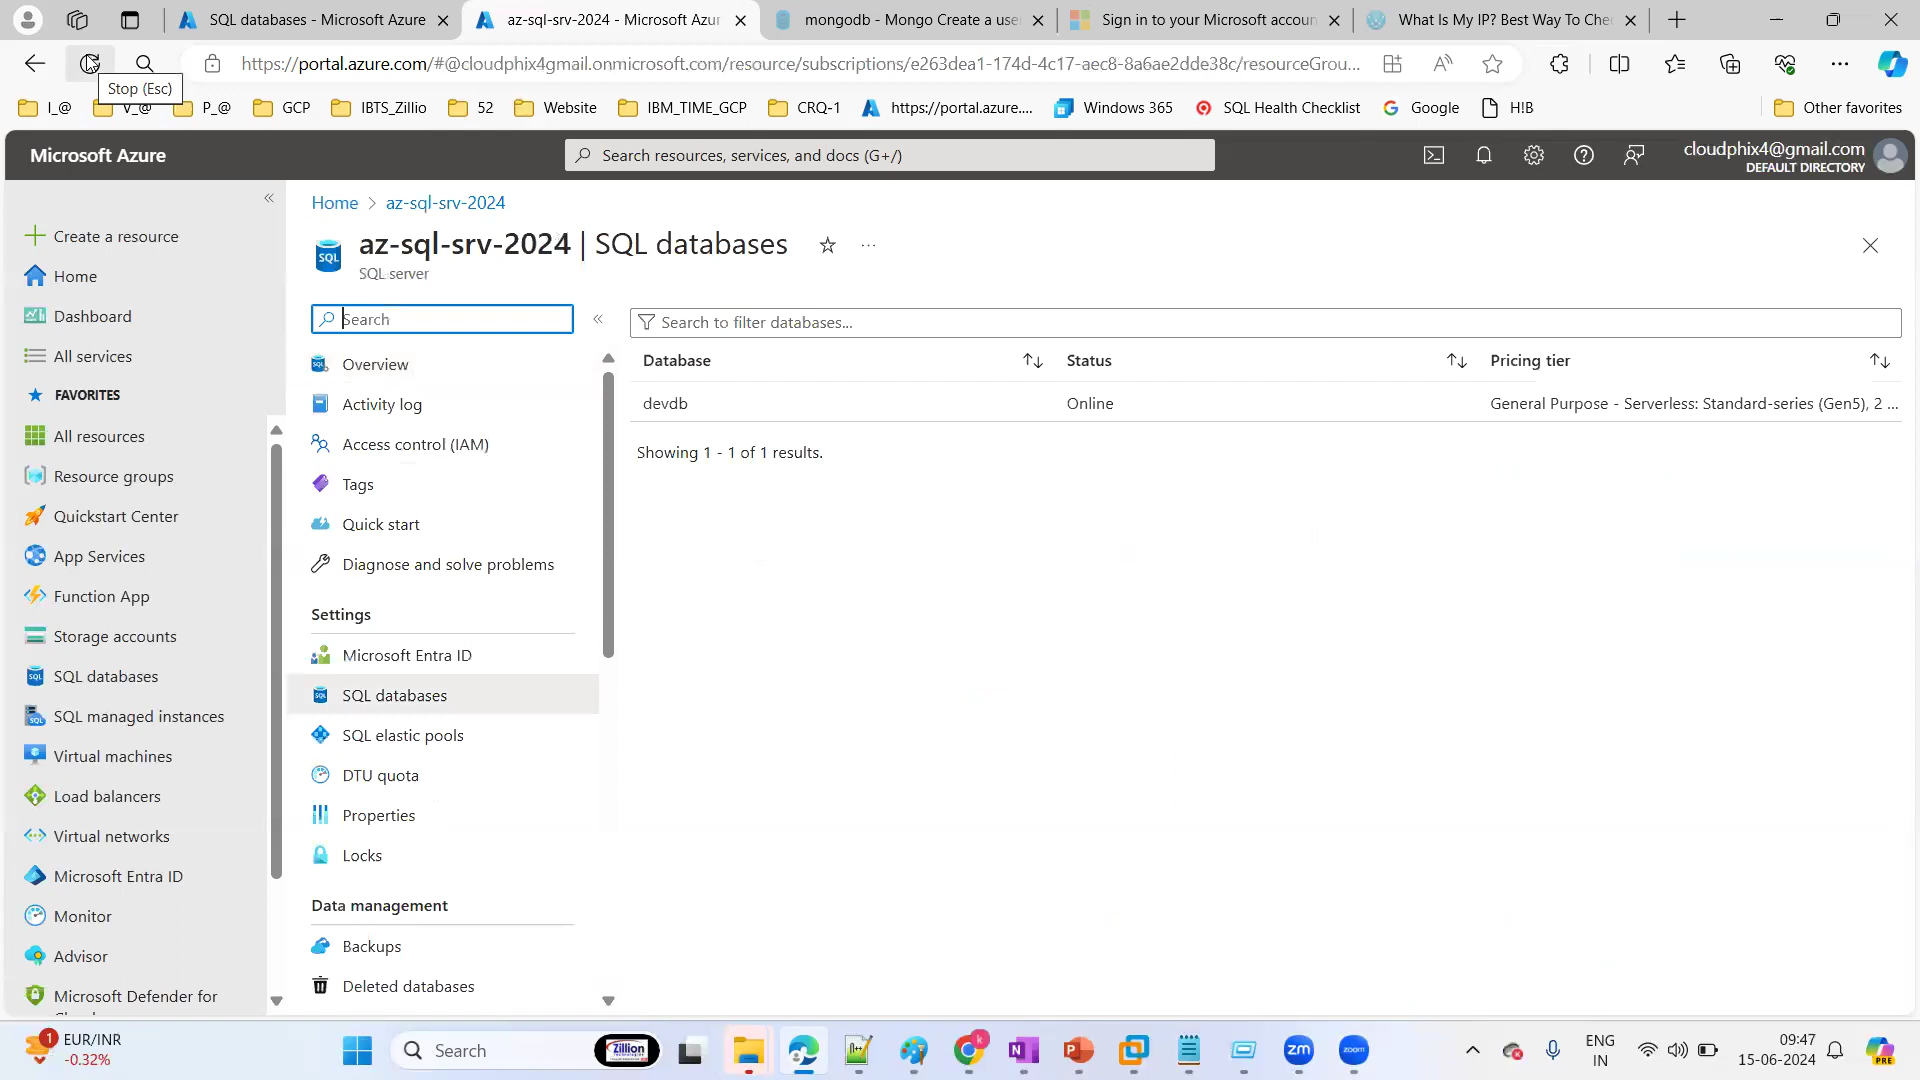 SQL databases - Microsoft Azure
az-sql-srv-2024 - Microsoft Azur
mongodb - Mongo Create a use
Sign in to your Microsoft accoun
What Is My IP? Best Way To Che
https://portal.azure.com/#@cloudphix4gmail.onmicrosoft.com/resource/subscriptions/e263dea1-174d-4c17-aec8-8a6ae2dde38c/resourceGrou...
Stop (Esc)
I_@
V_@
P_@
GCP
IBTS_Zillio
52
Website
IBM_TIME_GCP
CRQ-1
https://portal.azure....
Windows 365
SQL Health Checklist
Google
H!B
Other favorites
Microsoft Azure
Search resources, services, and docs (G+/)
cloudphix4@gmail.com
DEFAULT DIRECTORY
Create a resource
Home
Dashboard
All services
FAVORITES
All resources
Resource groups
Quickstart Center
App Services
Function App
Storage accounts
SQL databases
SQL managed instances
Virtual machines
Load balancers
Virtual networks
Microsoft Entra ID
Monitor
Advisor
Microsoft Defender for
Home > az-sql-srv-2024
az-sql-srv-2024 | SQL databases
SQL server
Search
Overview
Activity log
Access control (IAM)
Tags
Quick start
Diagnose and solve problems
Settings
Microsoft Entra ID
SQL databases
SQL elastic pools
DTU quota
Properties
Locks
Data management
Backups
Deleted databases
Search to filter databases...
Database
Status
Pricing tier
devdb
Online
General Purpose - Serverless: Standard-series (Gen5), 2 ...
Showing 1 - 1 of 1 results.
1
EUR/INR
-0.32%
Search
Zillion
zm
zoom
ENG
IN
09:47
15-06-2024
PRE